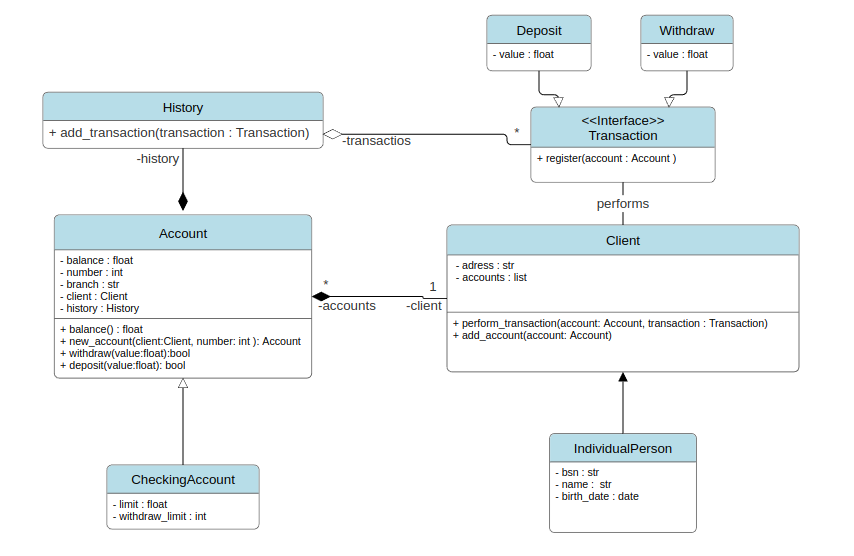 Deposit
- value : float
Withdraw
- value : float
History
+ add_transaction(transaction : Transaction)
-transactios
*
<<Interface>>
Transaction
+ register(account : Account )
-history
performs
Account
- balance : float
- number : int
- branch : str
- client : Client
- history : History
+ balance() : float
+ new_account(client:Client, number: int ): Account
+ withdraw(value:float):bool
+ deposit(value:float): bool
*
-accounts
1
-client
Client
- adress : str
- accounts : list
+ perform_transaction(account: Account, transaction : Transaction)
+ add_account(account: Account)
CheckingAccount
- limit : float
- withdraw_limit : int
IndividualPerson
- bsn : str
- name :  str
- birth_date : date